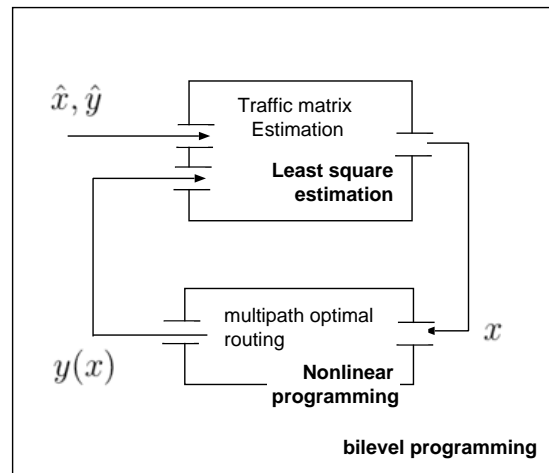 x̂, ŷ
Traffic matrix
Estimation
Least square
estimation
multipath optimal
routing
x
y(x)
Nonlinear
programming
bilevel programming